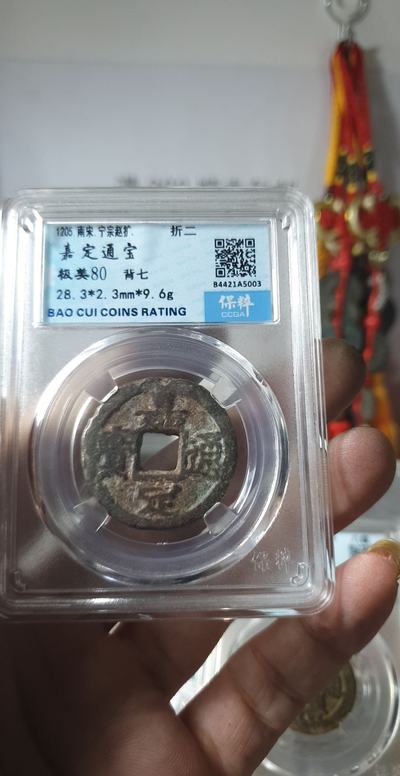 1205 南宋 宁宗赵扩. 折二
嘉定通宝
极美80 背七
28.3*2.3mm*9.6g
BAO CUI COINS RATING
B4421A5003
保粹
CCGA
嘉
定
通
寳
保粹